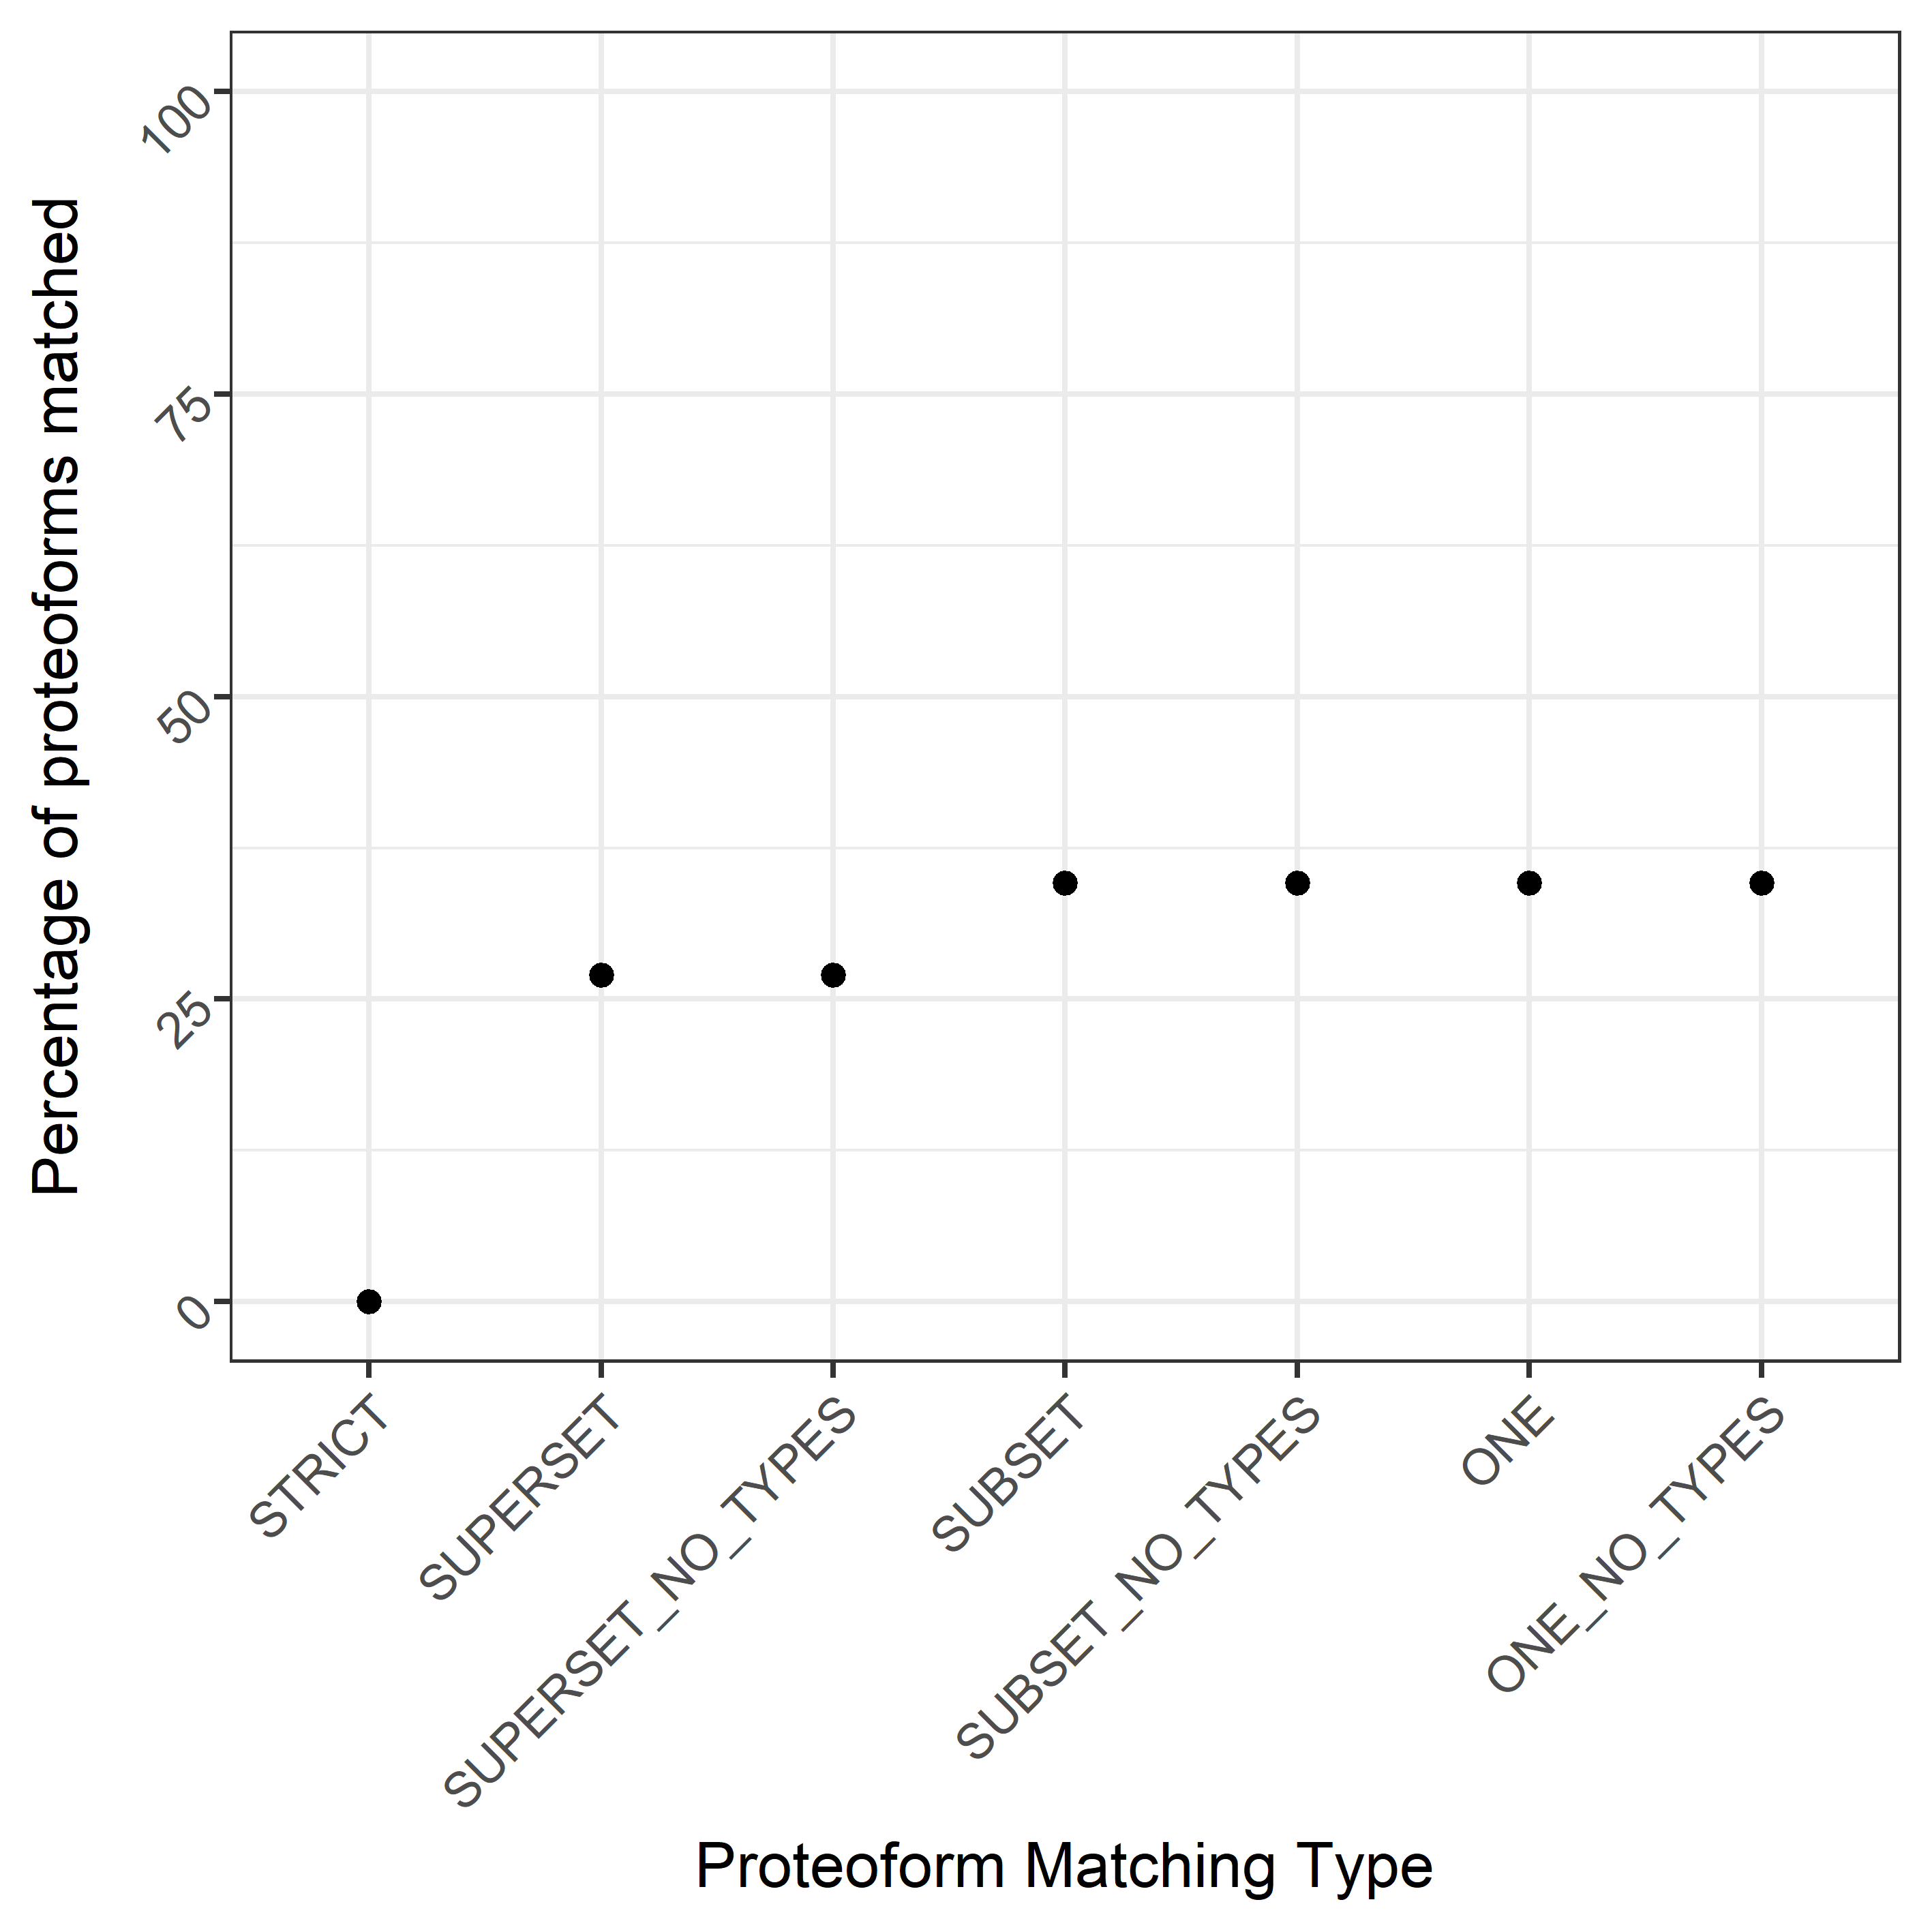 Percentage of proteoforms matched
100
75
50
25
0
STRICT
SUPERSET
SUPERSET_NO_TYPES
SUBSET
SUBSET_NO_TYPES
ONE
ONE_NO_TYPES
Proteoform Matching Type